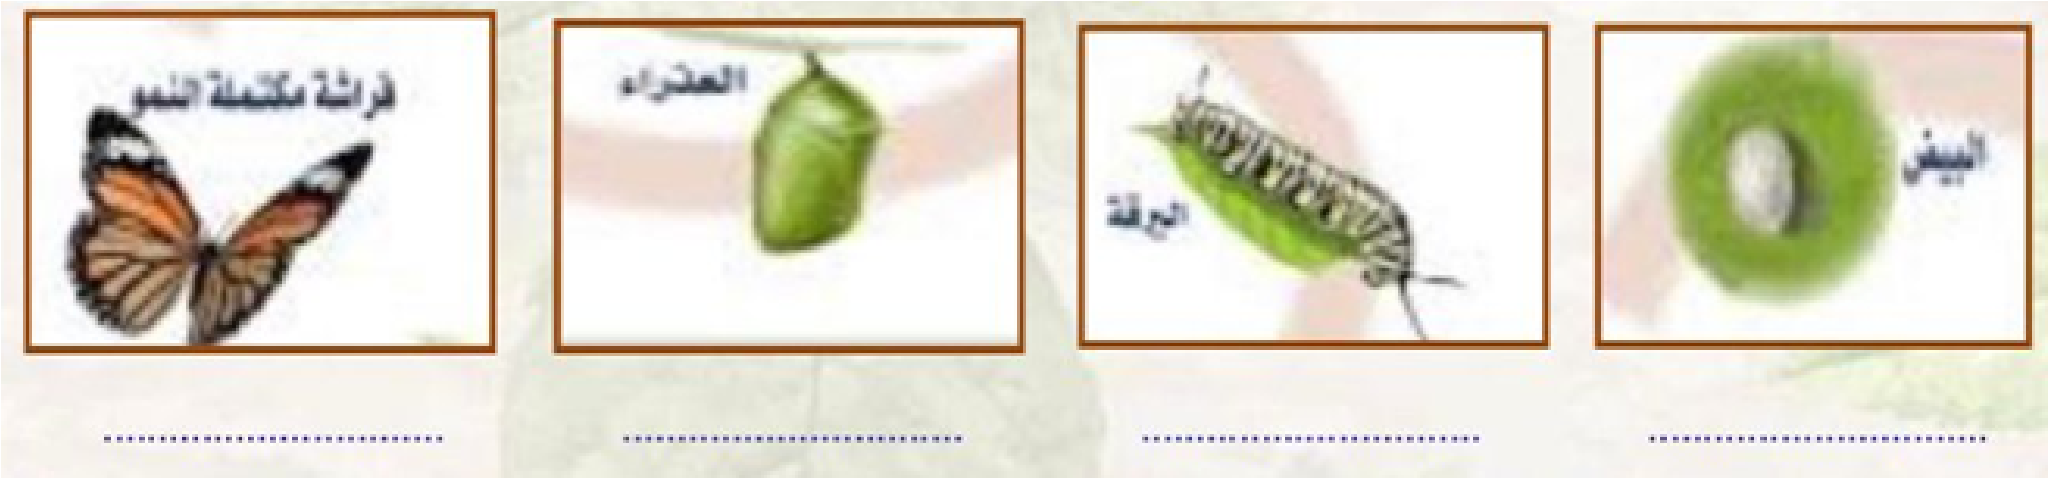 البيض
اليرقة
العذراء
فراشة مكتملة النمو